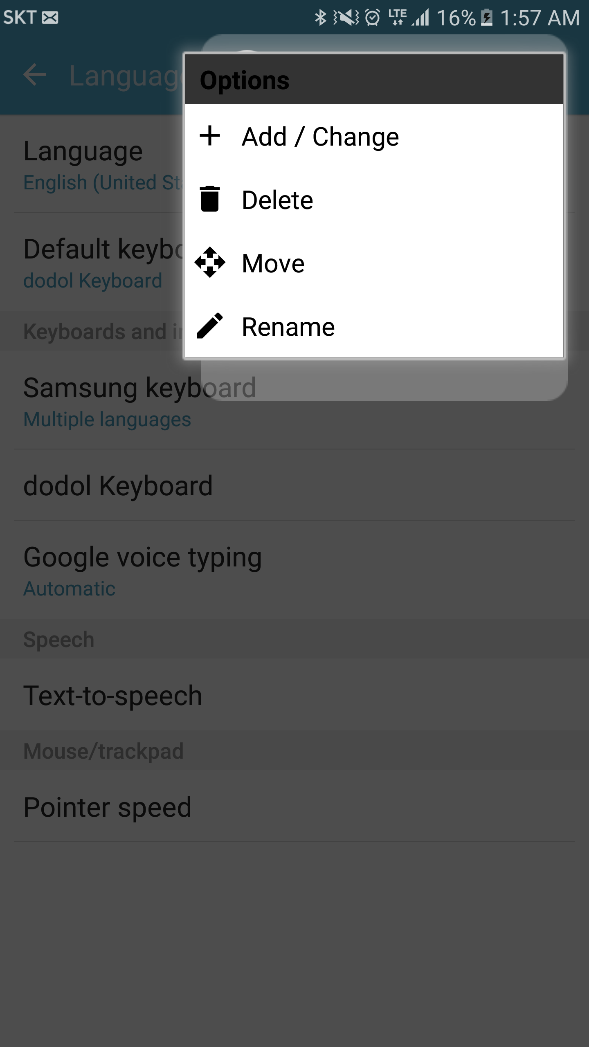 SKT LTE 16% 1:57 AM
Options
Add / Change
Delete
Move
Rename
Language
English (United St
Default keybo
dodol Keyboard
Keyboards and i
Samsung keyboard
Multiple languages
dodol Keyboard
Google voice typing
Automatic
Speech
Text-to-speech
Mouse/trackpad
Pointer speed